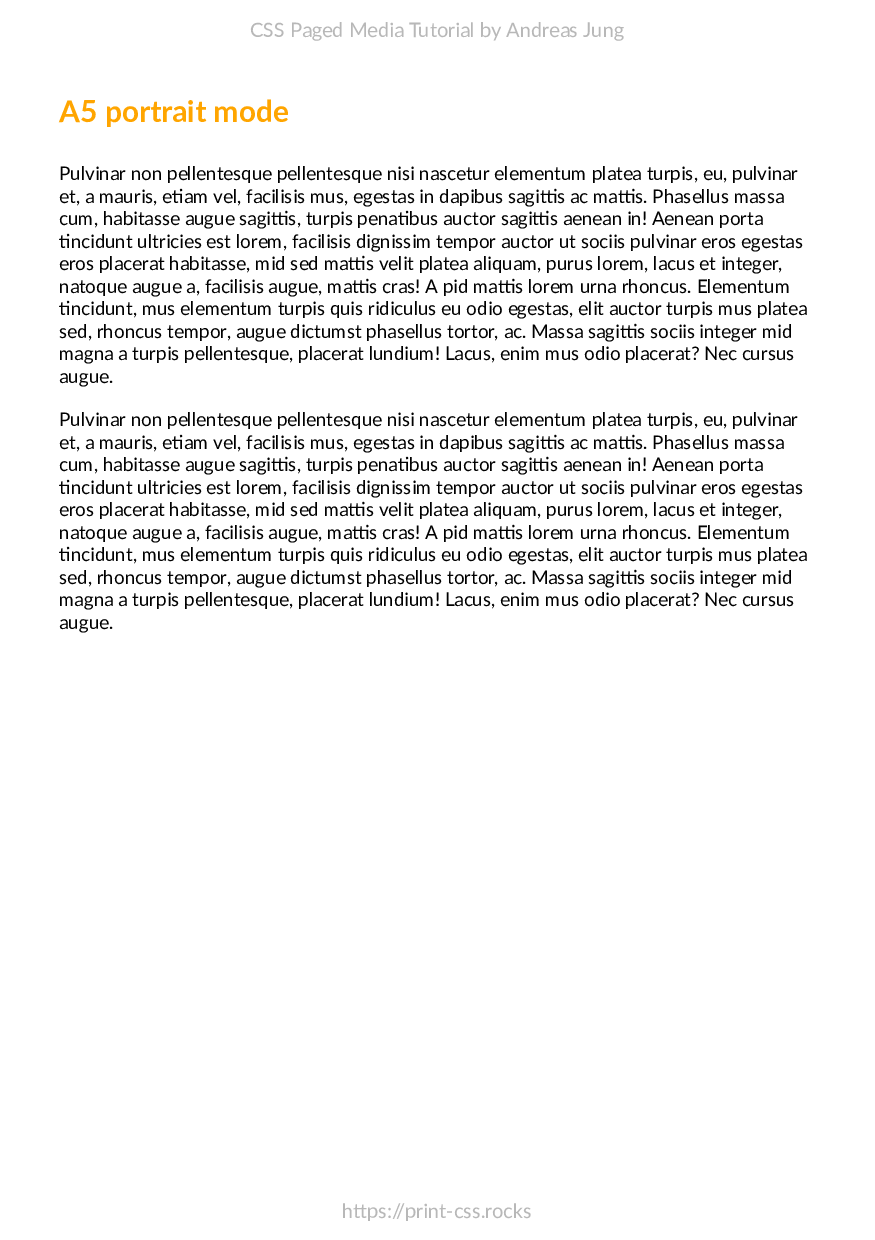 CSS Paged Media Tutorial by Andreas Jung
A5 portrait mode
Pulvinar non pellentesque pellentesque nisi nascetur elementum platea turpis, eu, pulvinar
et, a mauris, etiam vel, facilisis mus, egestas in dapibus sagittis ac mattis. Phasellus massa
cum, habitasse augue sagittis, turpis penatibus auctor sagittis aenean in! Aenean porta
tincidunt ultricies est lorem, facilisis dignissim tempor auctor ut sociis pulvinar eros egestas
eros placerat habitasse, mid sed mattis velit platea aliquam, purus lorem, lacus et integer,
natoque augue a, facilisis augue, mattis cras! A pid mattis lorem urna rhoncus. Elementum
tincidunt, mus elementum turpis quis ridiculus eu odio egestas, elit auctor turpis mus platea
sed, rhoncus tempor, augue dictumst phasellus tortor, ac. Massa sagittis sociis integer mid
magna a turpis pellentesque, placerat lundium! Lacus, enim mus odio placerat? Nec cursus
augue.
Pulvinar non pellentesque pellentesque nisi nascetur elementum platea turpis, eu, pulvinar
et, a mauris, etiam vel, facilisis mus, egestas in dapibus sagittis ac mattis. Phasellus massa
cum, habitasse augue sagittis, turpis penatibus auctor sagittis aenean in! Aenean porta
tincidunt ultricies est lorem, facilisis dignissim tempor auctor ut sociis pulvinar eros egestas
eros placerat habitasse, mid sed mattis velit platea aliquam, purus lorem, lacus et integer,
natoque augue a, facilisis augue, mattis cras! A pid mattis lorem urna rhoncus. Elementum
tincidunt, mus elementum turpis quis ridiculus eu odio egestas, elit auctor turpis mus platea
sed, rhoncus tempor, augue dictumst phasellus tortor, ac. Massa sagittis sociis integer mid
magna a turpis pellentesque, placerat lundium! Lacus, enim mus odio placerat? Nec cursus
augue.
https://print-css.rocks